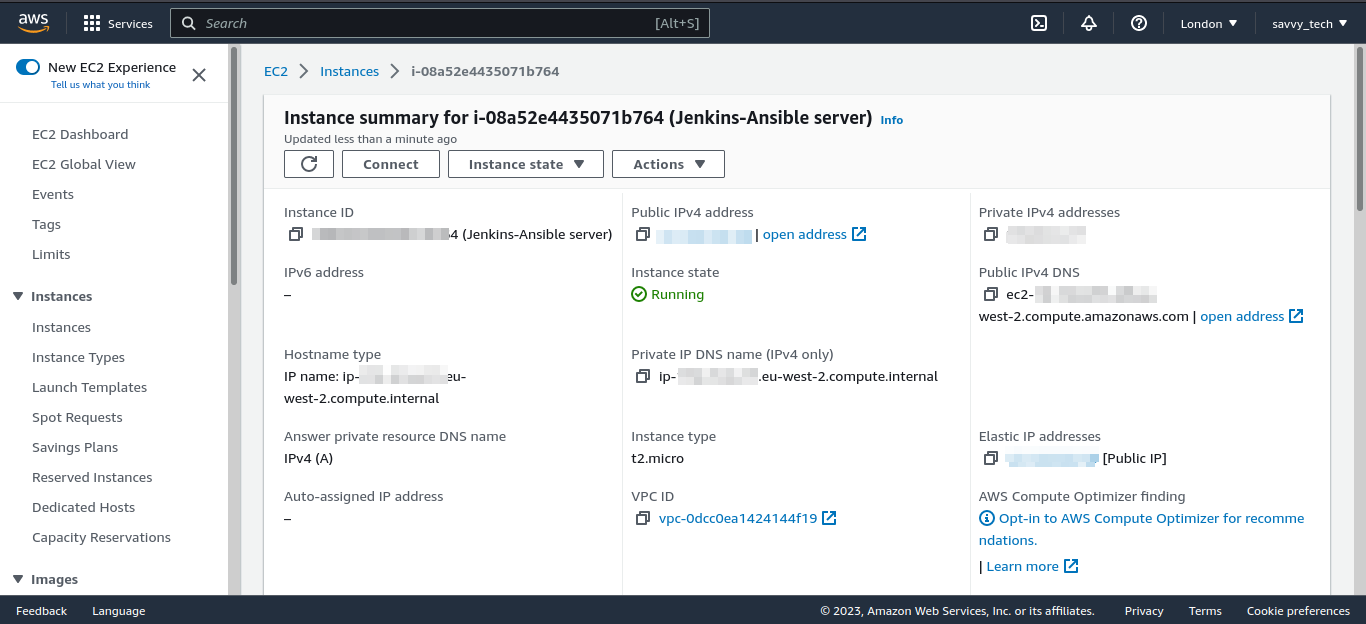 aws Services Search [Alt+S] London savvy_tech
New EC2 Experience
Tell us what you think
EC2 Dashboard
EC2 Global View
Events
Tags
Limits
Instances
Instances
Instance Types
Launch Templates
Spot Requests
Savings Plans
Reserved Instances
Dedicated Hosts
Capacity Reservations
Images
EC2 Instances i-08a52e4435071b764
Instance summary for i-08a52e4435071b764 (Jenkins-Ansible server) Info
Updated less than a minute ago
Connect Instance state Actions
Instance ID
4 (Jenkins-Ansible server)
Public IPv4 address
| open address
Private IPv4 addresses
IPv6 address
–
Instance state
Running
Public IPv4 DNS
ec2-
west-2.compute.amazonaws.com | open address
Hostname type
IP name: ip- eu-
west-2.compute.internal
Private IP DNS name (IPv4 only)
ip- .eu-west-2.compute.internal
Answer private resource DNS name
IPv4 (A)
Instance type
t2.micro
Elastic IP addresses
[Public IP]
Auto-assigned IP address
–
VPC ID
vpc-0dcc0ea1424144f19
AWS Compute Optimizer finding
Opt-in to AWS Compute Optimizer for recomme
ndations.
| Learn more
Feedback Language © 2023, Amazon Web Services, Inc. or its affiliates. Privacy Terms Cookie preferences